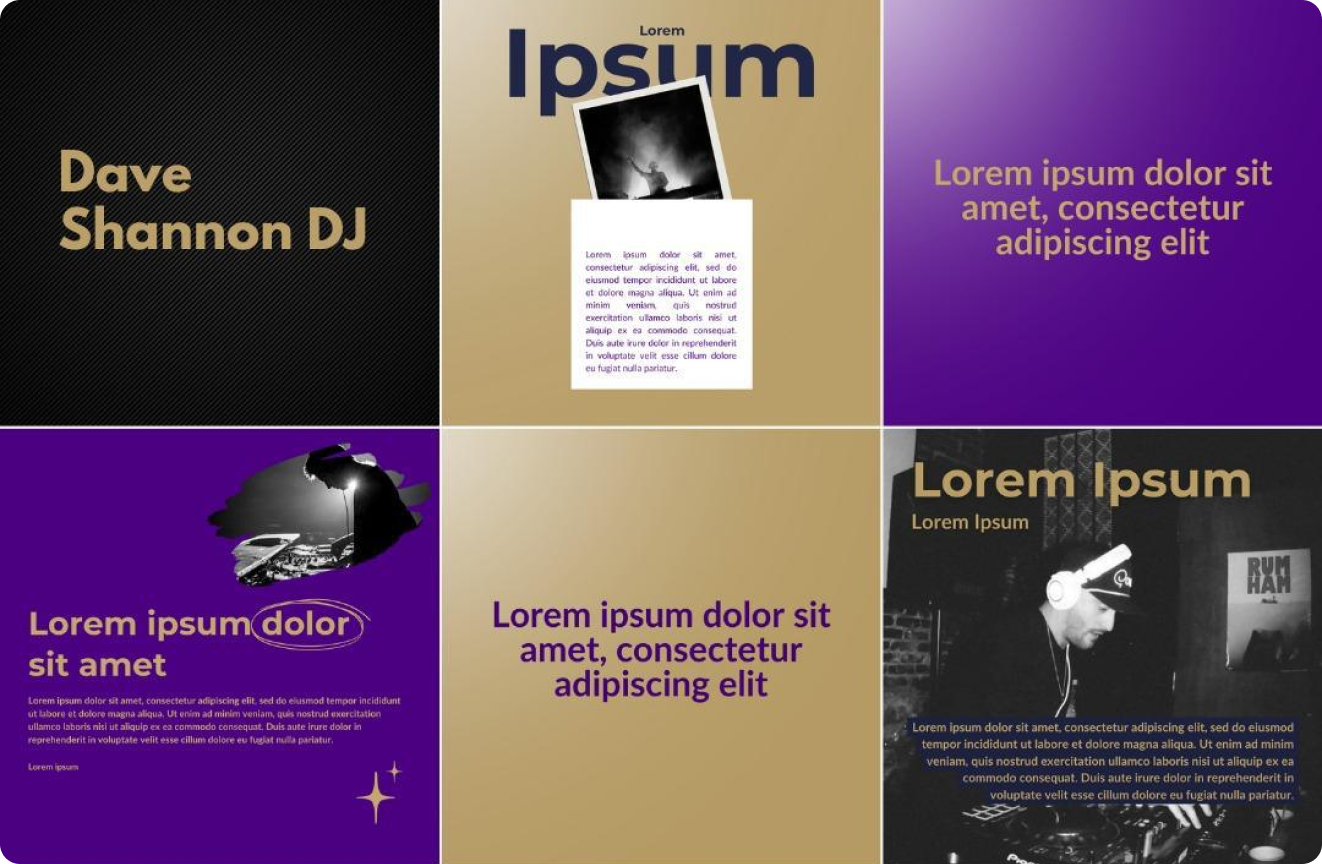 Dave
Shannon DJ
Lorem
Ipsum
Lorem ipsum dolor sit amet,
consectetur adipiscing elit, sed do
eiusmod tempor incididunt ut labore
et dolore magna aliqua. Ut enim ad
minim veniam, quis nostrud
exercitation ullamco laboris nisi ut
aliquip ex ea commodo consequat.
Duis aute irure dolor in reprehenderit
in voluptate velit esse cillum dolore
eu fugiat nulla pariatur.
Lorem ipsum dolor sit
amet, consectetur
adipiscing elit
Lorem ipsum dolor
sit amet
Lorem ipsum dolor sit amet, consectetur adipiscing elit, sed do eiusmod tempor incididunt
ut labore et dolore magna aliqua. Ut enim ad minim veniam, quis nostrud exercitation
ullamco laboris nisi ut aliquip ex ea commodo consequat. Duis aute irure dolor in
reprehenderit in voluptate velit esse cillum dolore eu fugiat nulla pariatur.
Lorem ipsum
Lorem ipsum dolor sit
amet, consectetur
adipiscing elit
Lorem Ipsum
Lorem Ipsum
RUM
HAH
Lorem ipsum dolor sit amet, consectetur adipiscing elit, sed do eiusmod
tempor incididunt ut labore et dolore magna aliqua. Ut enim ad minim
veniam, quis nostrud exercitation ullamco laboris nisi ut aliquip ex ea
commodo consequat. Duis aute irure dolor in reprehenderit in
voluptate velit esse cillum dolore eu fugiat nulla pariatur.